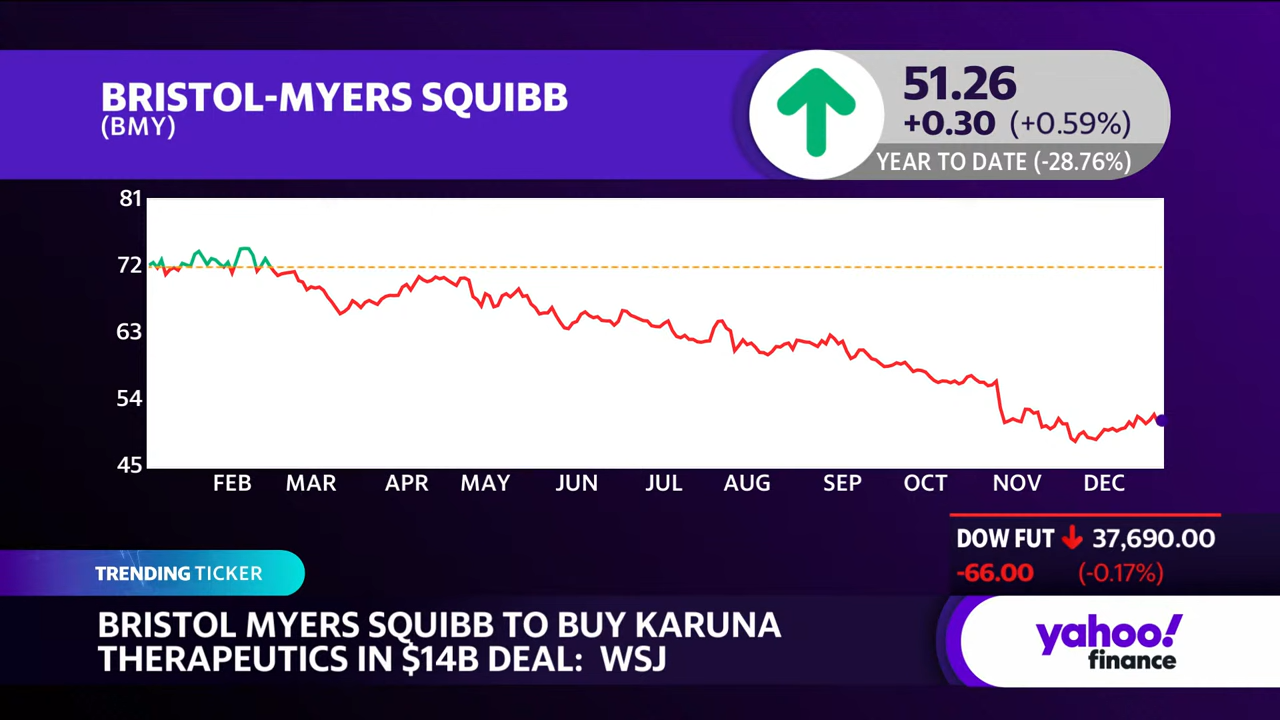 BRISTOL-MYERS SQUIBB
(BMY)
51.26
+0.30 (+0.59%)
YEAR TO DATE (-28.76%)
81
72
63
54
45
FEB MAR APR MAY JUN JUL AUG SEP OCT NOV DEC
DOW FUT 37,690.00
-66.00 (-0.17%)
TRENDING TICKER
BRISTOL MYERS SQUIBB TO BUY KARUNA
THERAPEUTICS IN $14B DEAL: WSJ
yahoo!
finance